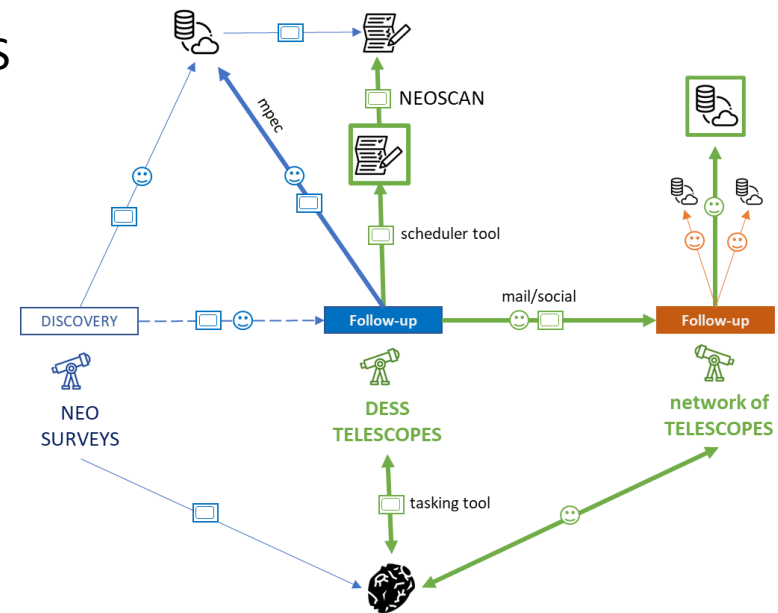 S
mpec
NEOSCAN
scheduler tool
mail/social
DISCOVERY
Follow-up
Follow-up
NEO
SURVEYS
DESS
TELESCOPES
network of
TELESCOPES
tasking tool